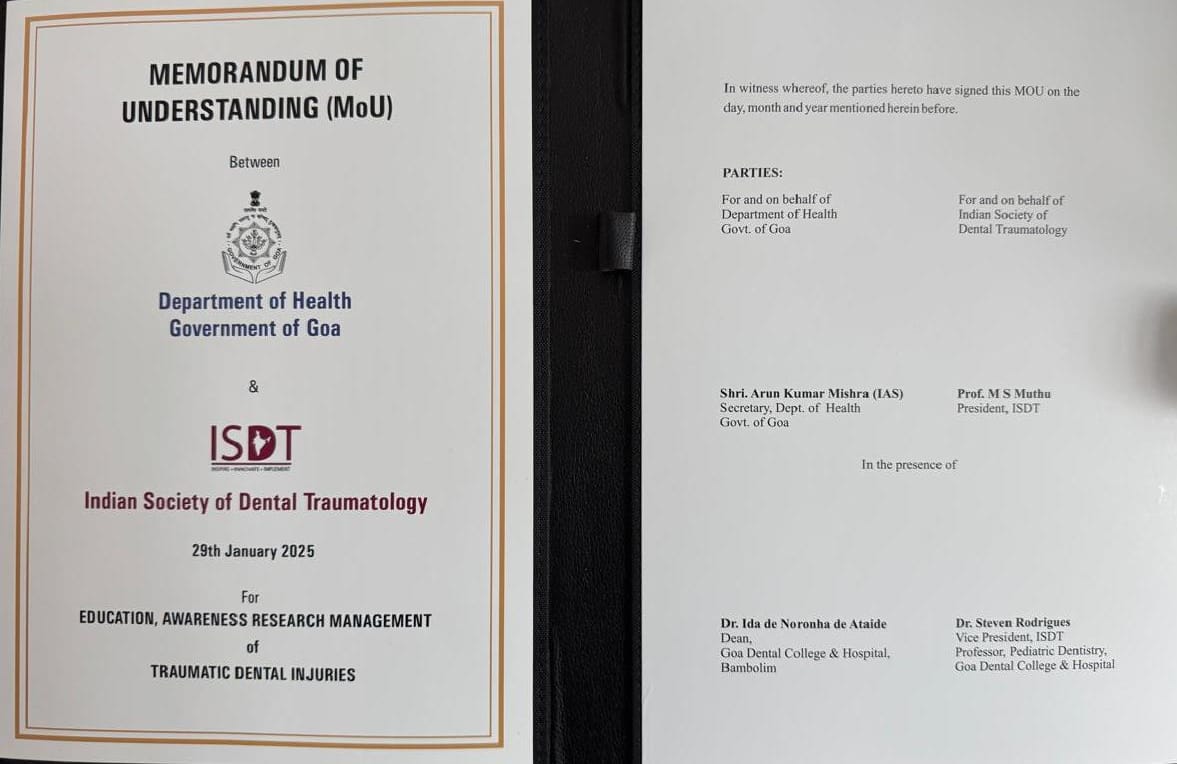 MEMORANDUM OF
UNDERSTANDING (MoU)
Between
GOVERNMENT OF GOA
Department of Health
Government of Goa
&
ISDT
INSPIRE • INNOVATE • IMPLEMENT
Indian Society of Dental Traumatology
29th January 2025
For
EDUCATION, AWARENESS RESEARCH MANAGEMENT
of
TRAUMATIC DENTAL INJURIES
In witness whereof, the parties hereto have signed this MOU on the
day, month and year mentioned herein before.
PARTIES:
For and on behalf of
Department of Health
Govt. of Goa
For and on behalf of
Indian Society of
Dental Traumatology
Shri. Arun Kumar Mishra (IAS)
Secretary, Dept. of Health
Govt. of Goa
Prof. M S Muthu
President, ISDT
In the presence of
Dr. Ida de Noronha de Ataide
Dean,
Goa Dental College & Hospital,
Bambolim
Dr. Steven Rodrigues
Vice President, ISDT
Professor, Pediatric Dentistry,
Goa Dental College & Hospital